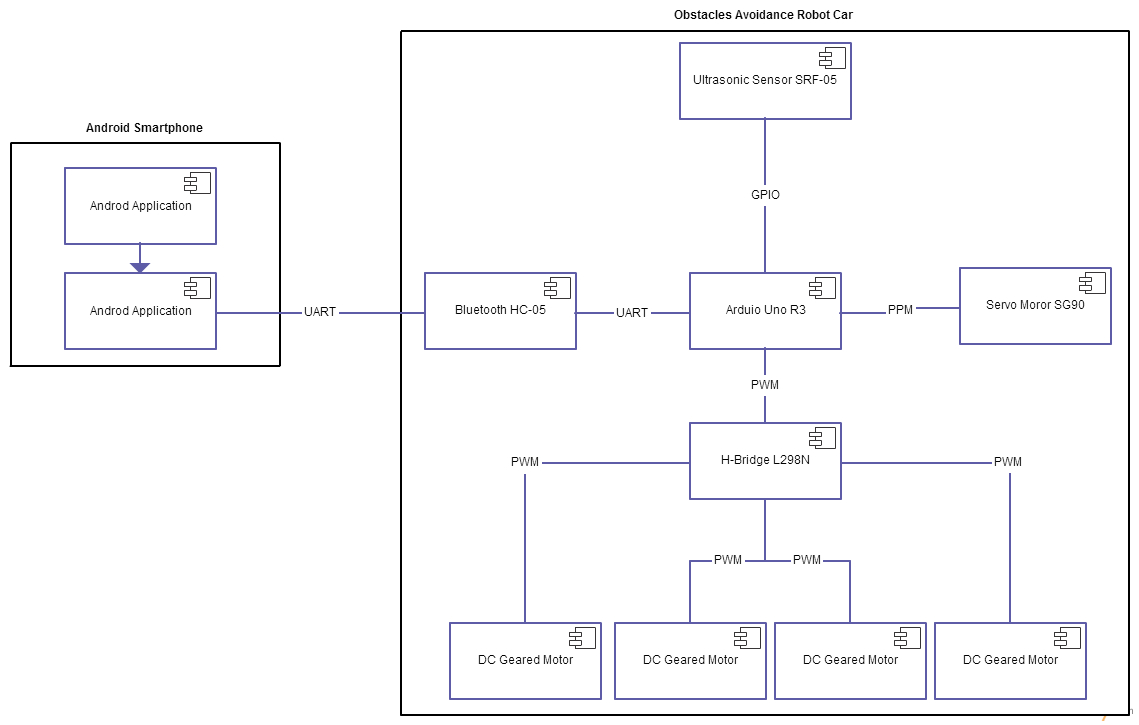 Obstacles Avoidance Robot Car
Ultrasonic Sensor SRF-05
Android Smartphone
Androd Application
GPIO
Androd Application
UART
Bluetooth HC-05
UART
Arduio Uno R3
PPM
Servo Moror SG90
PWM
H-Bridge L298N
PWM
PWM
PWM
PWM
DC Geared Motor
DC Geared Motor
DC Geared Motor
DC Geared Motor